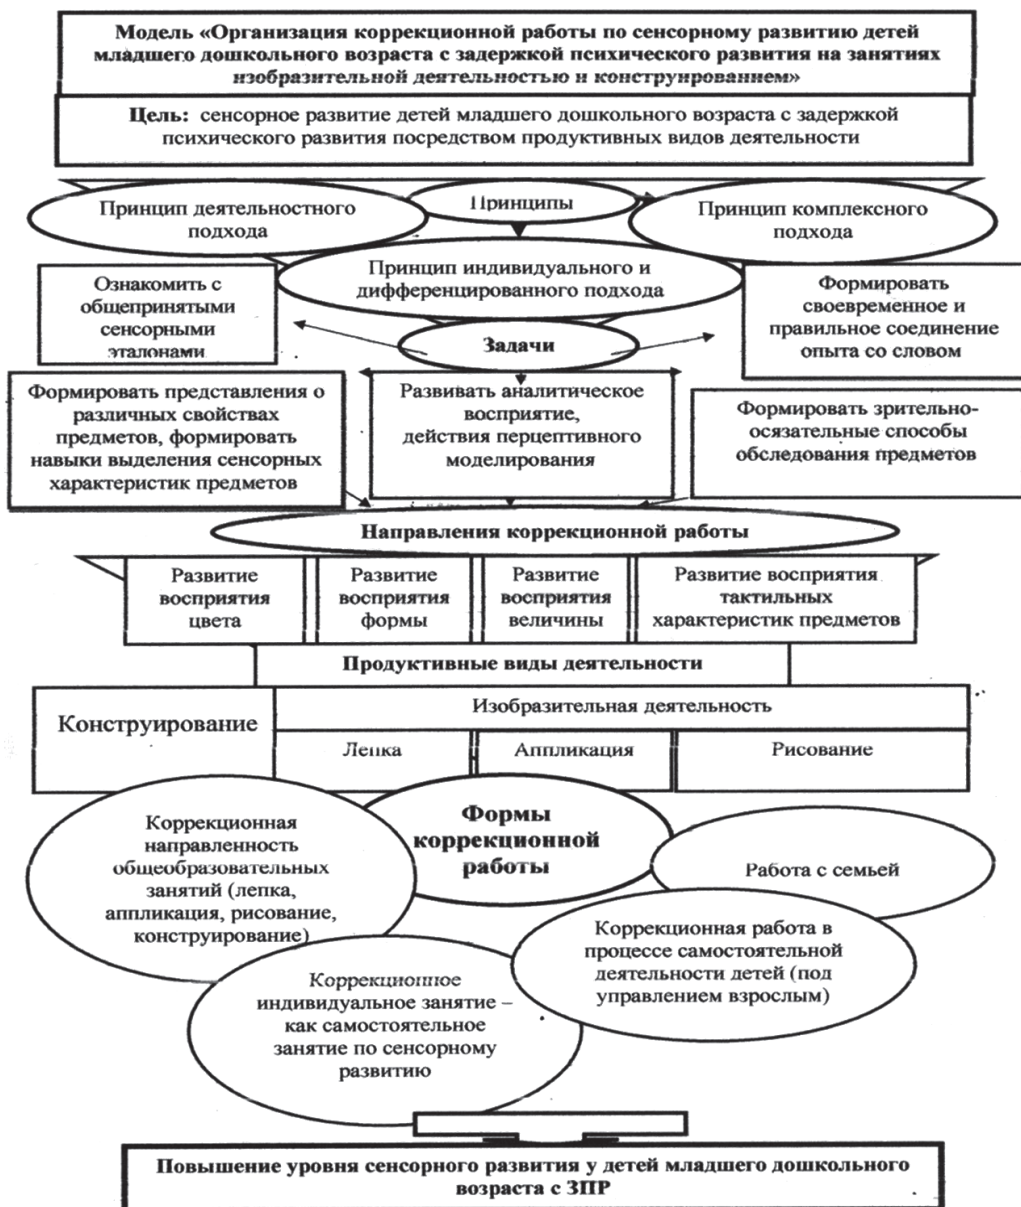 Модель «Организация коррекционной работы по сенсорному развитию детей
младшего дошкольного возраста с задержкой психического развития на занятиях
изобразительной деятельностью и конструированием»
Цель: сенсорное развитие детей младшего дошкольного возраста с задержкой
психического развития посредством продуктивных видов деятельности
Принципы
Принцип деятельностного
подхода
Принцип комплексного
подхода
Принцип индивидуального и
дифференцированного подхода
Ознакомить с
общепринятыми
сенсорными
эталонами
Задачи
Формировать
своевременное и
правильное соединение
опыта со словом
Формировать представления о
различных свойствах
предметов, формировать
навыки выделения сенсорных
характеристик предметов
Развивать аналитическое
восприятие,
действия перцептивного
моделирования
Формировать зрительно-
осязательные способы
обследования предметов
Направления коррекционной работы
Развитие
восприятия
цвета
Развитие
восприятия
формы
Развитие
восприятия
величины
Развитие восприятия
тактильных
характеристик предметов
Продуктивные виды деятельности
Конструирование
Изобразительная деятельность
Лепка
Аппликация
Рисование
Формы
коррекционной
работы
Коррекционная
направленность
общеобразовательных
занятий (лепка,
аппликация, рисование,
конструирование)
Работа с семьей
Коррекционная работа в
процессе самостоятельной
деятельности детей (под
управлением взрослым)
Коррекционное
индивидуальное занятие –
как самостоятельное
занятие по сенсорному
развитию
Повышение уровня сенсорного развития у детей младшего дошкольного
возраста с ЗПР